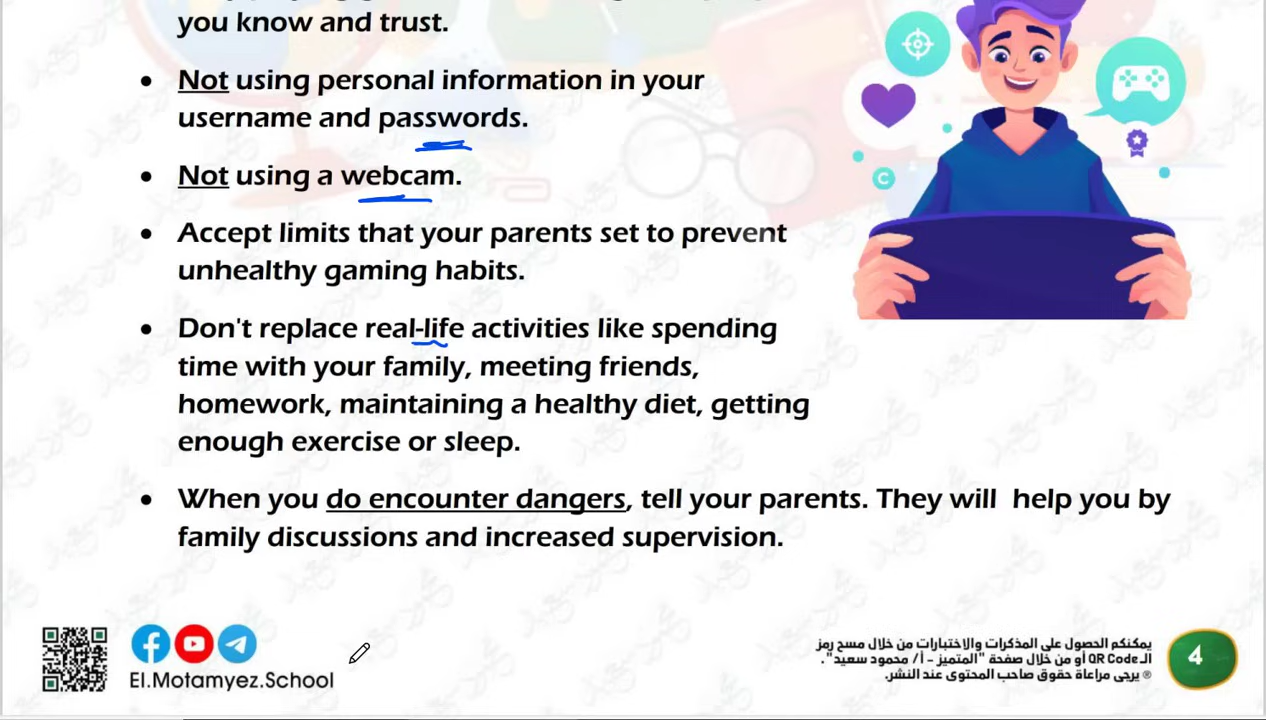 you know and trust.
• Not using personal information in your
username and passwords.
• Not using a webcam.
• Accept limits that your parents set to prevent
unhealthy gaming habits.
• Don't replace real-life activities like spending
time with your family, meeting friends,
homework, maintaining a healthy diet, getting
enough exercise or sleep.
• When you do encounter dangers, tell your parents. They will help you by
family discussions and increased supervision.
C
El.Motamyez.School
يمكنكم الحصول على المذكرات والاختبارات من خلال مسح رمز
الـ QR Code أو من خلال صفحة "المتميز - أ/ محمود سعيد".
® يرجى مراعاة حقوق صاحب المحتوى عند النشر.
4